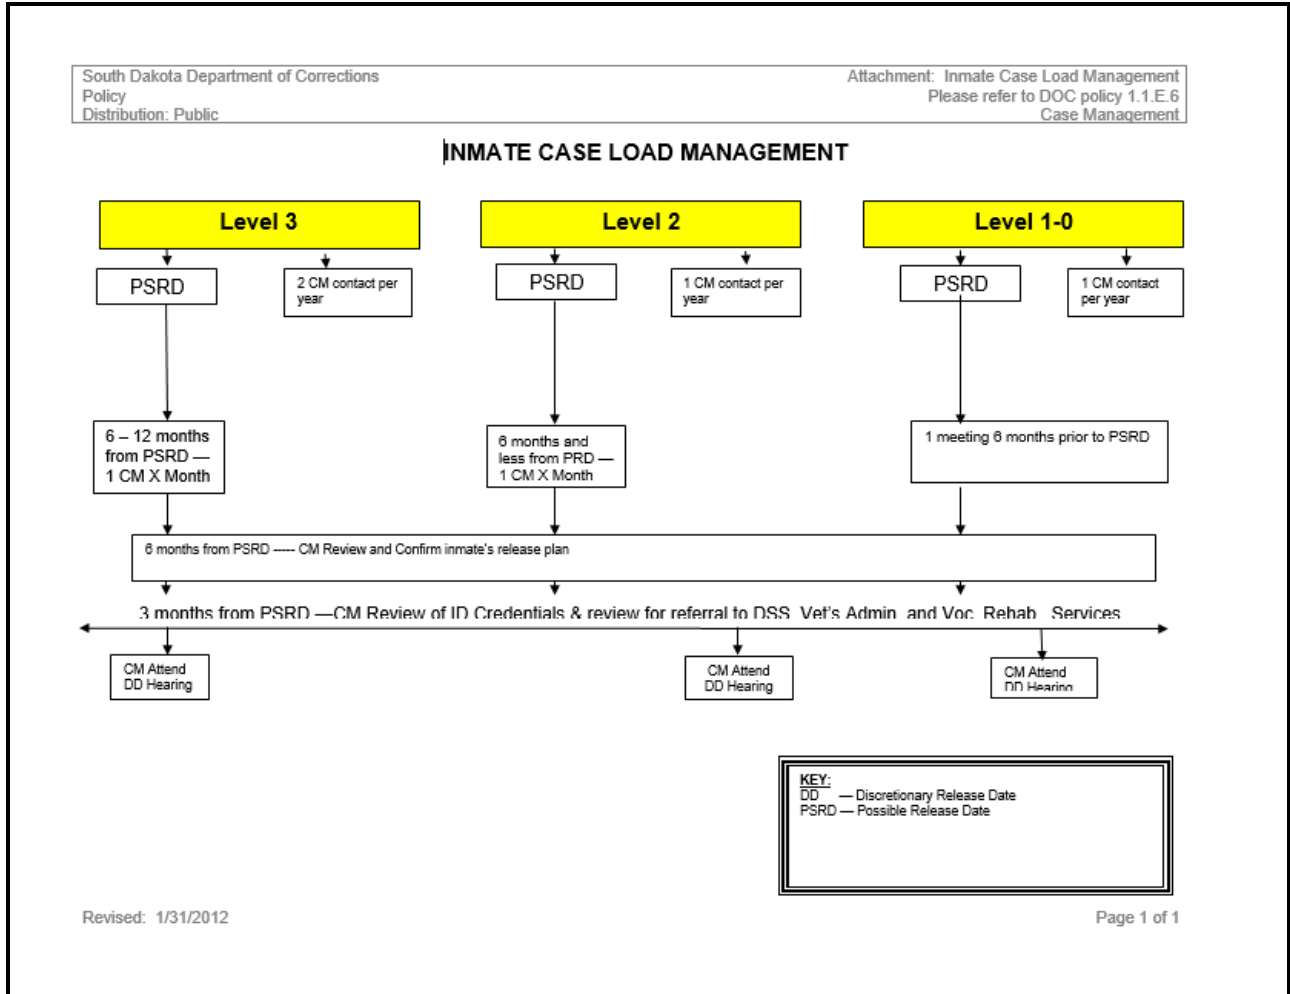 South Dakota Department of Corrections
Policy
Distribution: Public
Attachment: Inmate Case Load Management
Please refer to DOC policy 1.1.E.6
Case Management
INMATE CASE LOAD MANAGEMENT
Level 3
Level 2
Level 1-0
PSRD
2 CM contact per
year
PSRD
1 CM contact per
year
PSRD
1 CM contact
per year
6 – 12 months
from PSRD —
1 CM X Month
6 months and
less from PRD —
1 CM X Month
1 meeting 6 months prior to PSRD
6 months from PSRD ----- CM Review and Confirm inmate's release plan
3 months from PSRD —CM Review of ID Credentials & review for referral to DSS Vet's Admin and Voc Rehab Services
CM Attend
DD Hearing
CM Attend
DD Hearing
CM Attend
DD Hearing
KEY:
DD — Discretionary Release Date
PSRD — Possible Release Date
Revised: 1/31/2012
Page 1 of 1